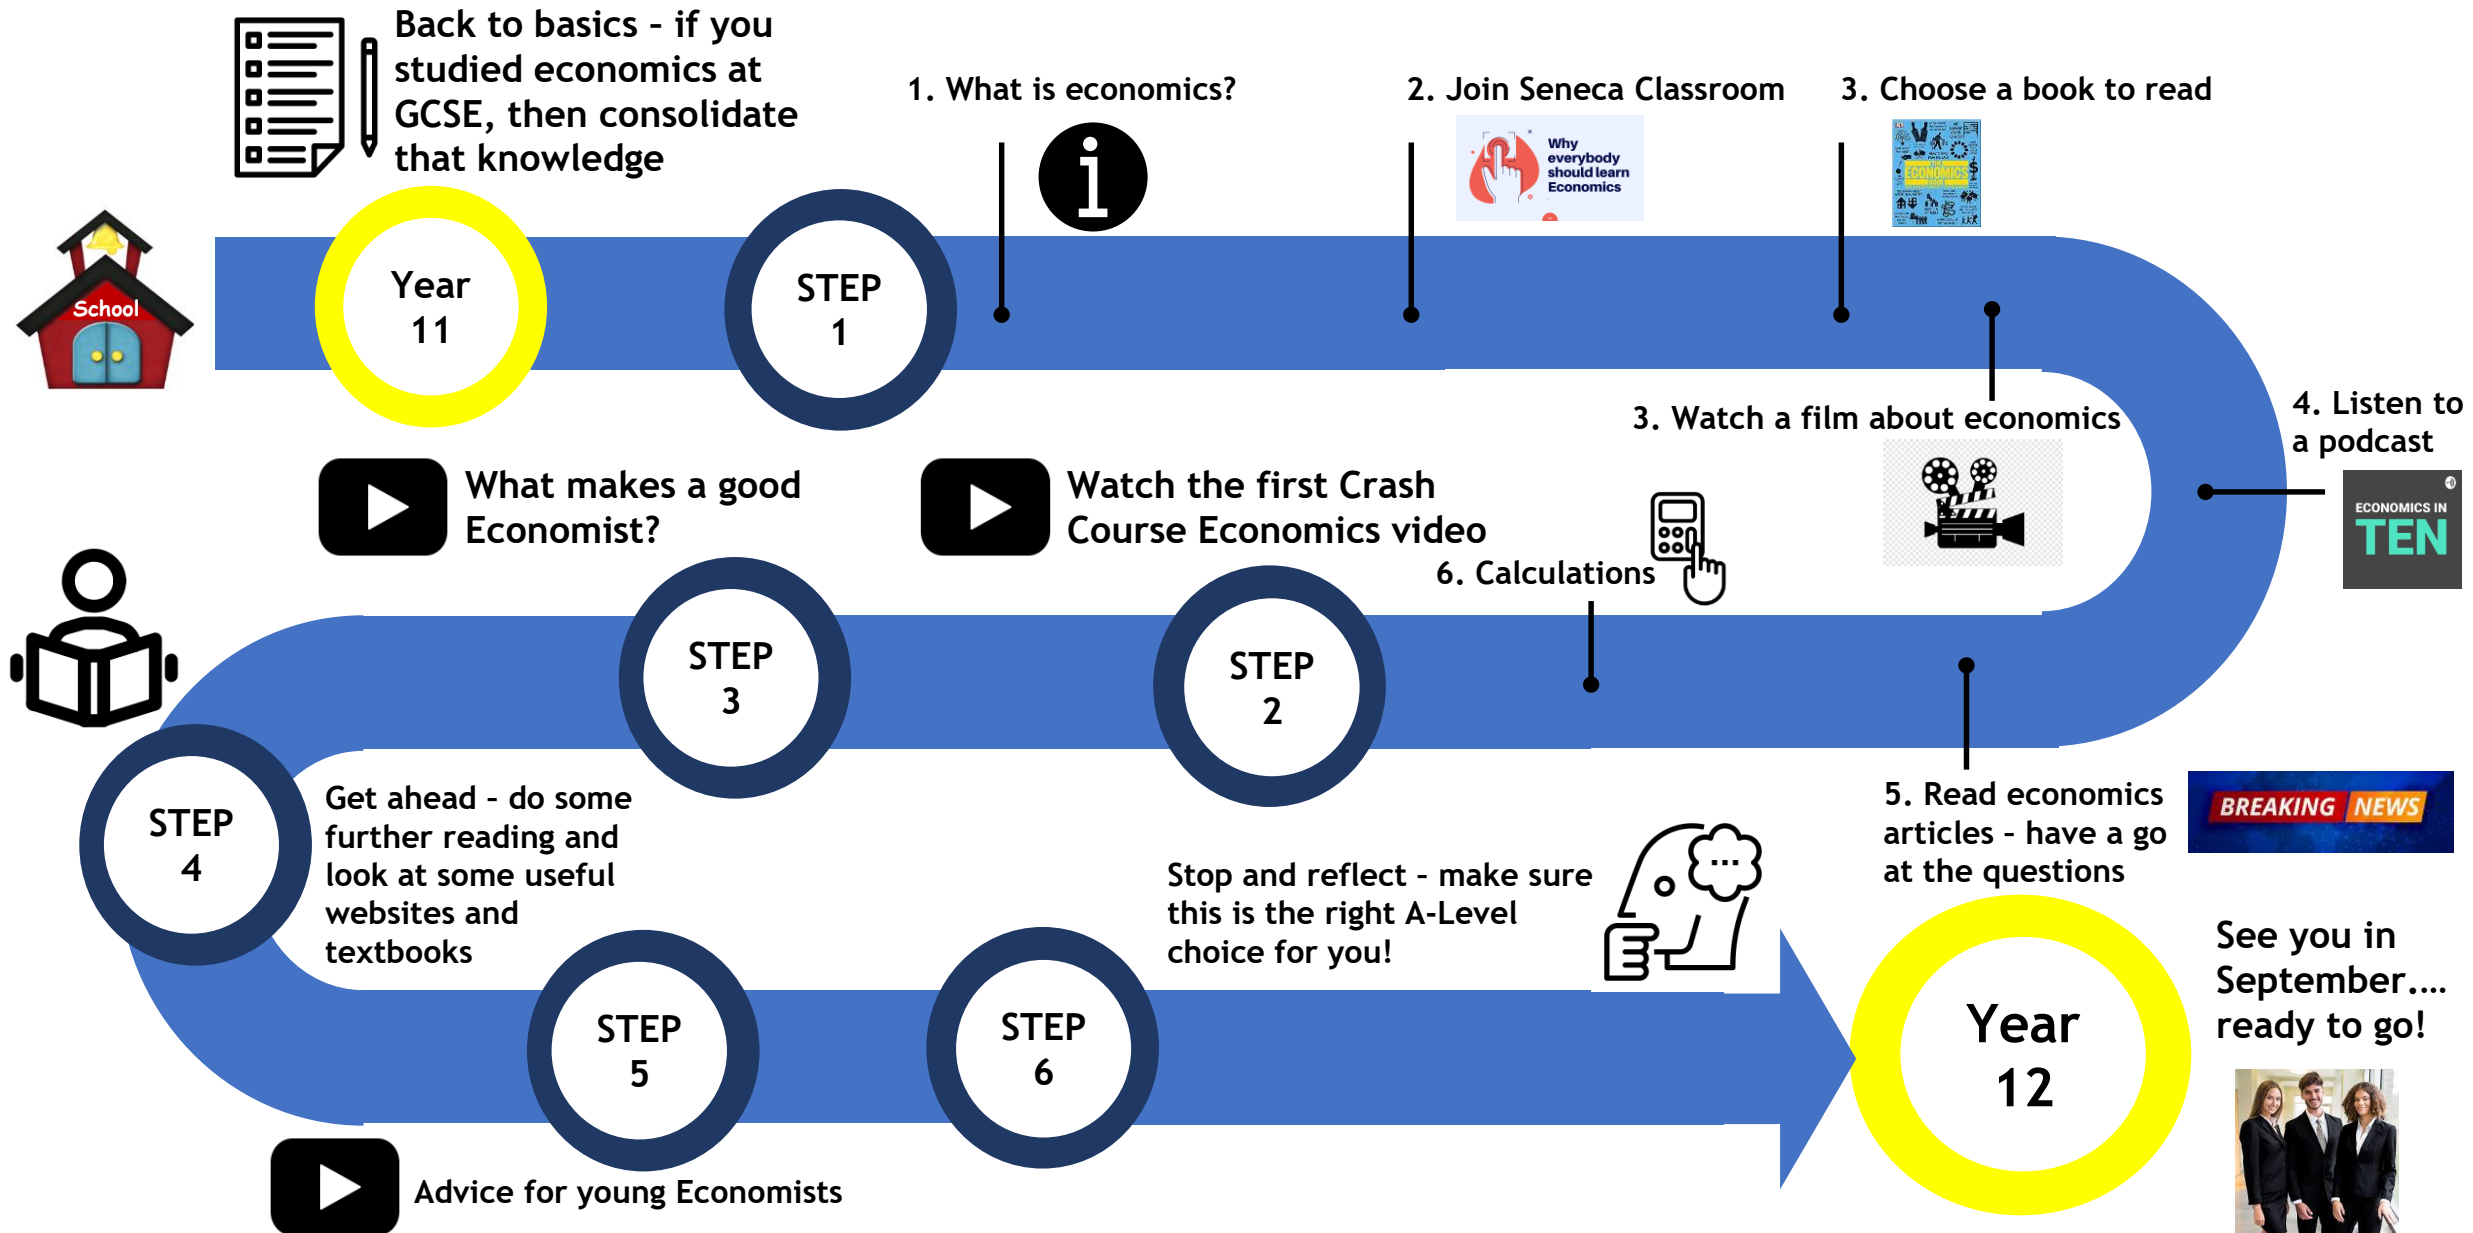 Back to basics – if you
studied economics at
GCSE, then consolidate
that knowledge
1. What is economics?
2. Join Seneca Classroom
Why
everybody
should learn
Economics
3. Choose a book to read
THE
ECONOMICS
BOOK
School
Year
11
STEP
1
3. Watch a film about economics
4. Listen to
a podcast
ECONOMICS IN
TEN
What makes a good
Economist?
Watch the first Crash
Course Economics video
6. Calculations
STEP
3
STEP
2
5. Read economics
articles – have a go
at the questions
BREAKING NEWS
STEP
4
Get ahead – do some
further reading and
look at some useful
websites and
textbooks
Stop and reflect – make sure
this is the right A-Level
choice for you!
...
STEP
5
STEP
6
Year
12
See you in
September....
ready to go!
Advice for young Economists